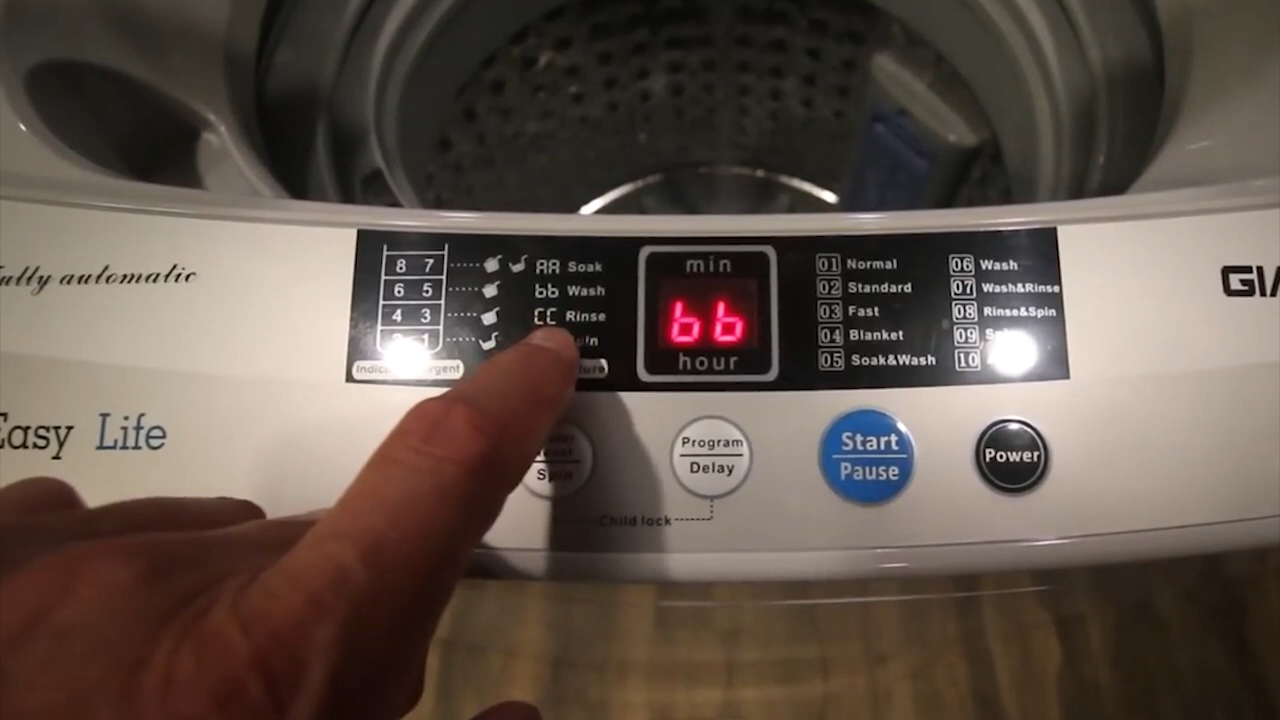 fully automatic
Easy Life
8 7
6 5
4 3
AA Soak
bb Wash
CC Rinse
min
bb
hour
01 Normal
02 Standard
03 Fast
04 Blanket
05 Soak&Wash
06 Wash
07 Wash&Rinse
08 Rinse&Spin
09
10
Spin
Program
Delay
Start
Pause
Power
Child lock